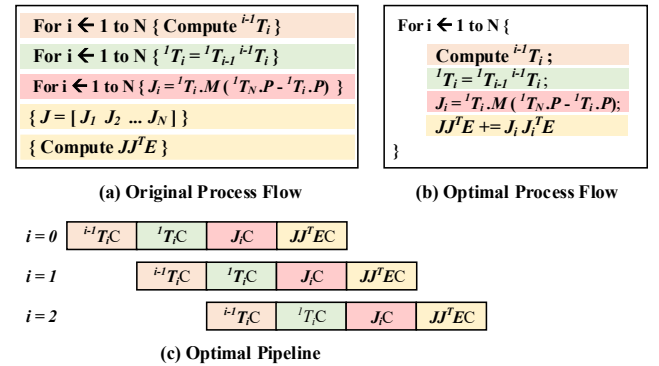 For i ← 1 to N { Compute ⁱ⁻¹Tᵢ }
For i ← 1 to N { ¹Tᵢ = ¹Tᵢ₋₁ ⁱ⁻¹Tᵢ }
For i ← 1 to N { Jᵢ = ¹Tᵢ.M ( ¹T_N.P - ¹Tᵢ.P) }
{ J = [ J₁ J₂ ... J_N ] }
{ Compute JJᵀE }
(a) Original Process Flow
For i ← 1 to N {
Compute ⁱ⁻¹Tᵢ ;
¹Tᵢ = ¹Tᵢ₋₁ ⁱ⁻¹Tᵢ;
Jᵢ = ¹Tᵢ.M ( ¹T_N.P - ¹Tᵢ.P);
JJᵀE += Jᵢ JᵢᵀE
}
(b) Optimal Process Flow
i = 0 ⁱ⁻¹TᵢC ¹TᵢC JᵢC JJᵀEC
i = 1 ⁱ⁻¹TᵢC ¹TᵢC JᵢC JJᵀEC
i = 2 ⁱ⁻¹TᵢC ¹TᵢC JᵢC JJᵀEC
(c) Optimal Pipeline